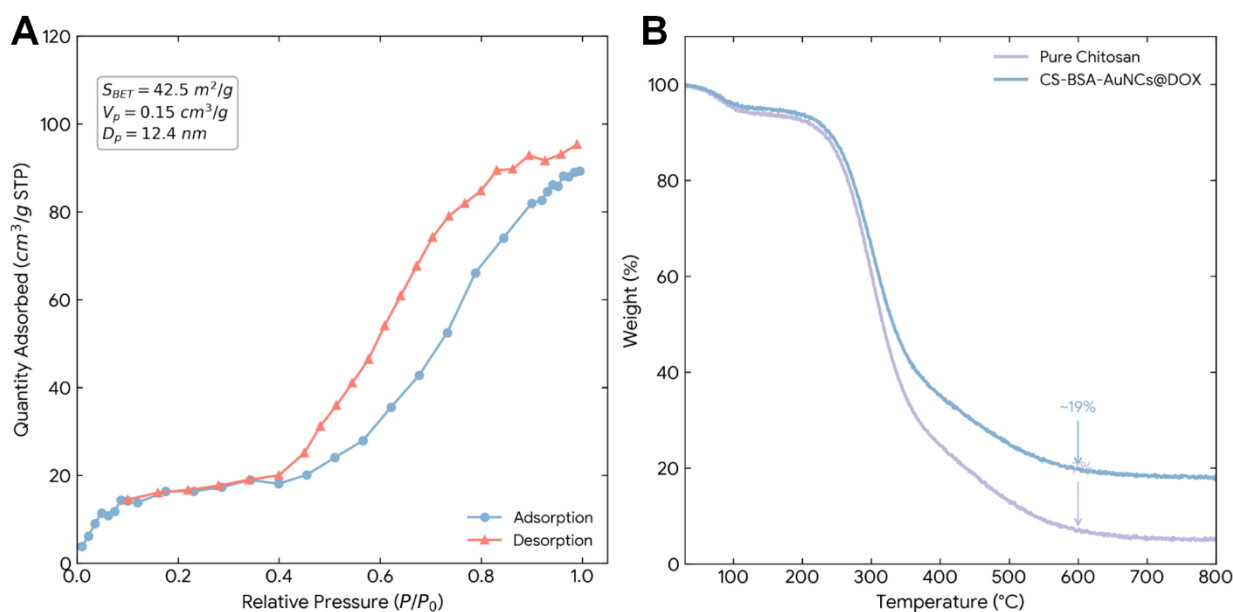 A
120
100
80
60
40
20
0
Quantity Adsorbed (cm³/g STP)
S_BET = 42.5 m²/g
V_p = 0.15 cm³/g
D_p = 12.4 nm
Adsorption
Desorption
0.0 0.2 0.4 0.6 0.8 1.0
Relative Pressure (P/P₀)
B
100
80
60
40
20
0
Weight (%)
Pure Chitosan
CS-BSA-AuNCs@DOX
~19%
100 200 300 400 500 600 700 800
Temperature (°C)